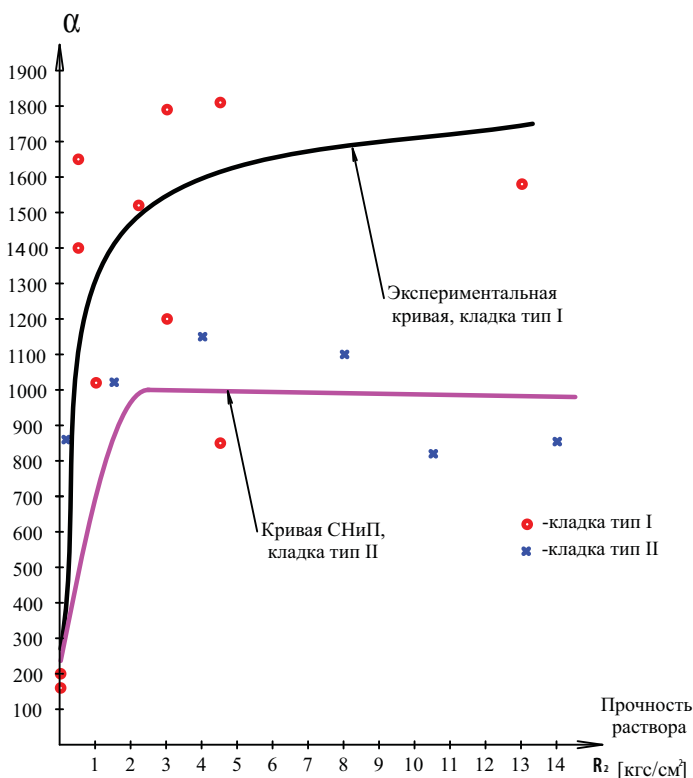 α
1900
1800
1700
1600
1500
1400
1300
1200
1100
1000
900
800
700
600
500
400
300
200
100
Экспериментальная
кривая, кладка тип I
Кривая СНиП,
кладка тип II
-кладка тип I
-кладка тип II
Прочность
раствора
1 2 3 4 5 6 7 8 9 10 11 12 13 14 R₂ [кгс/см²]